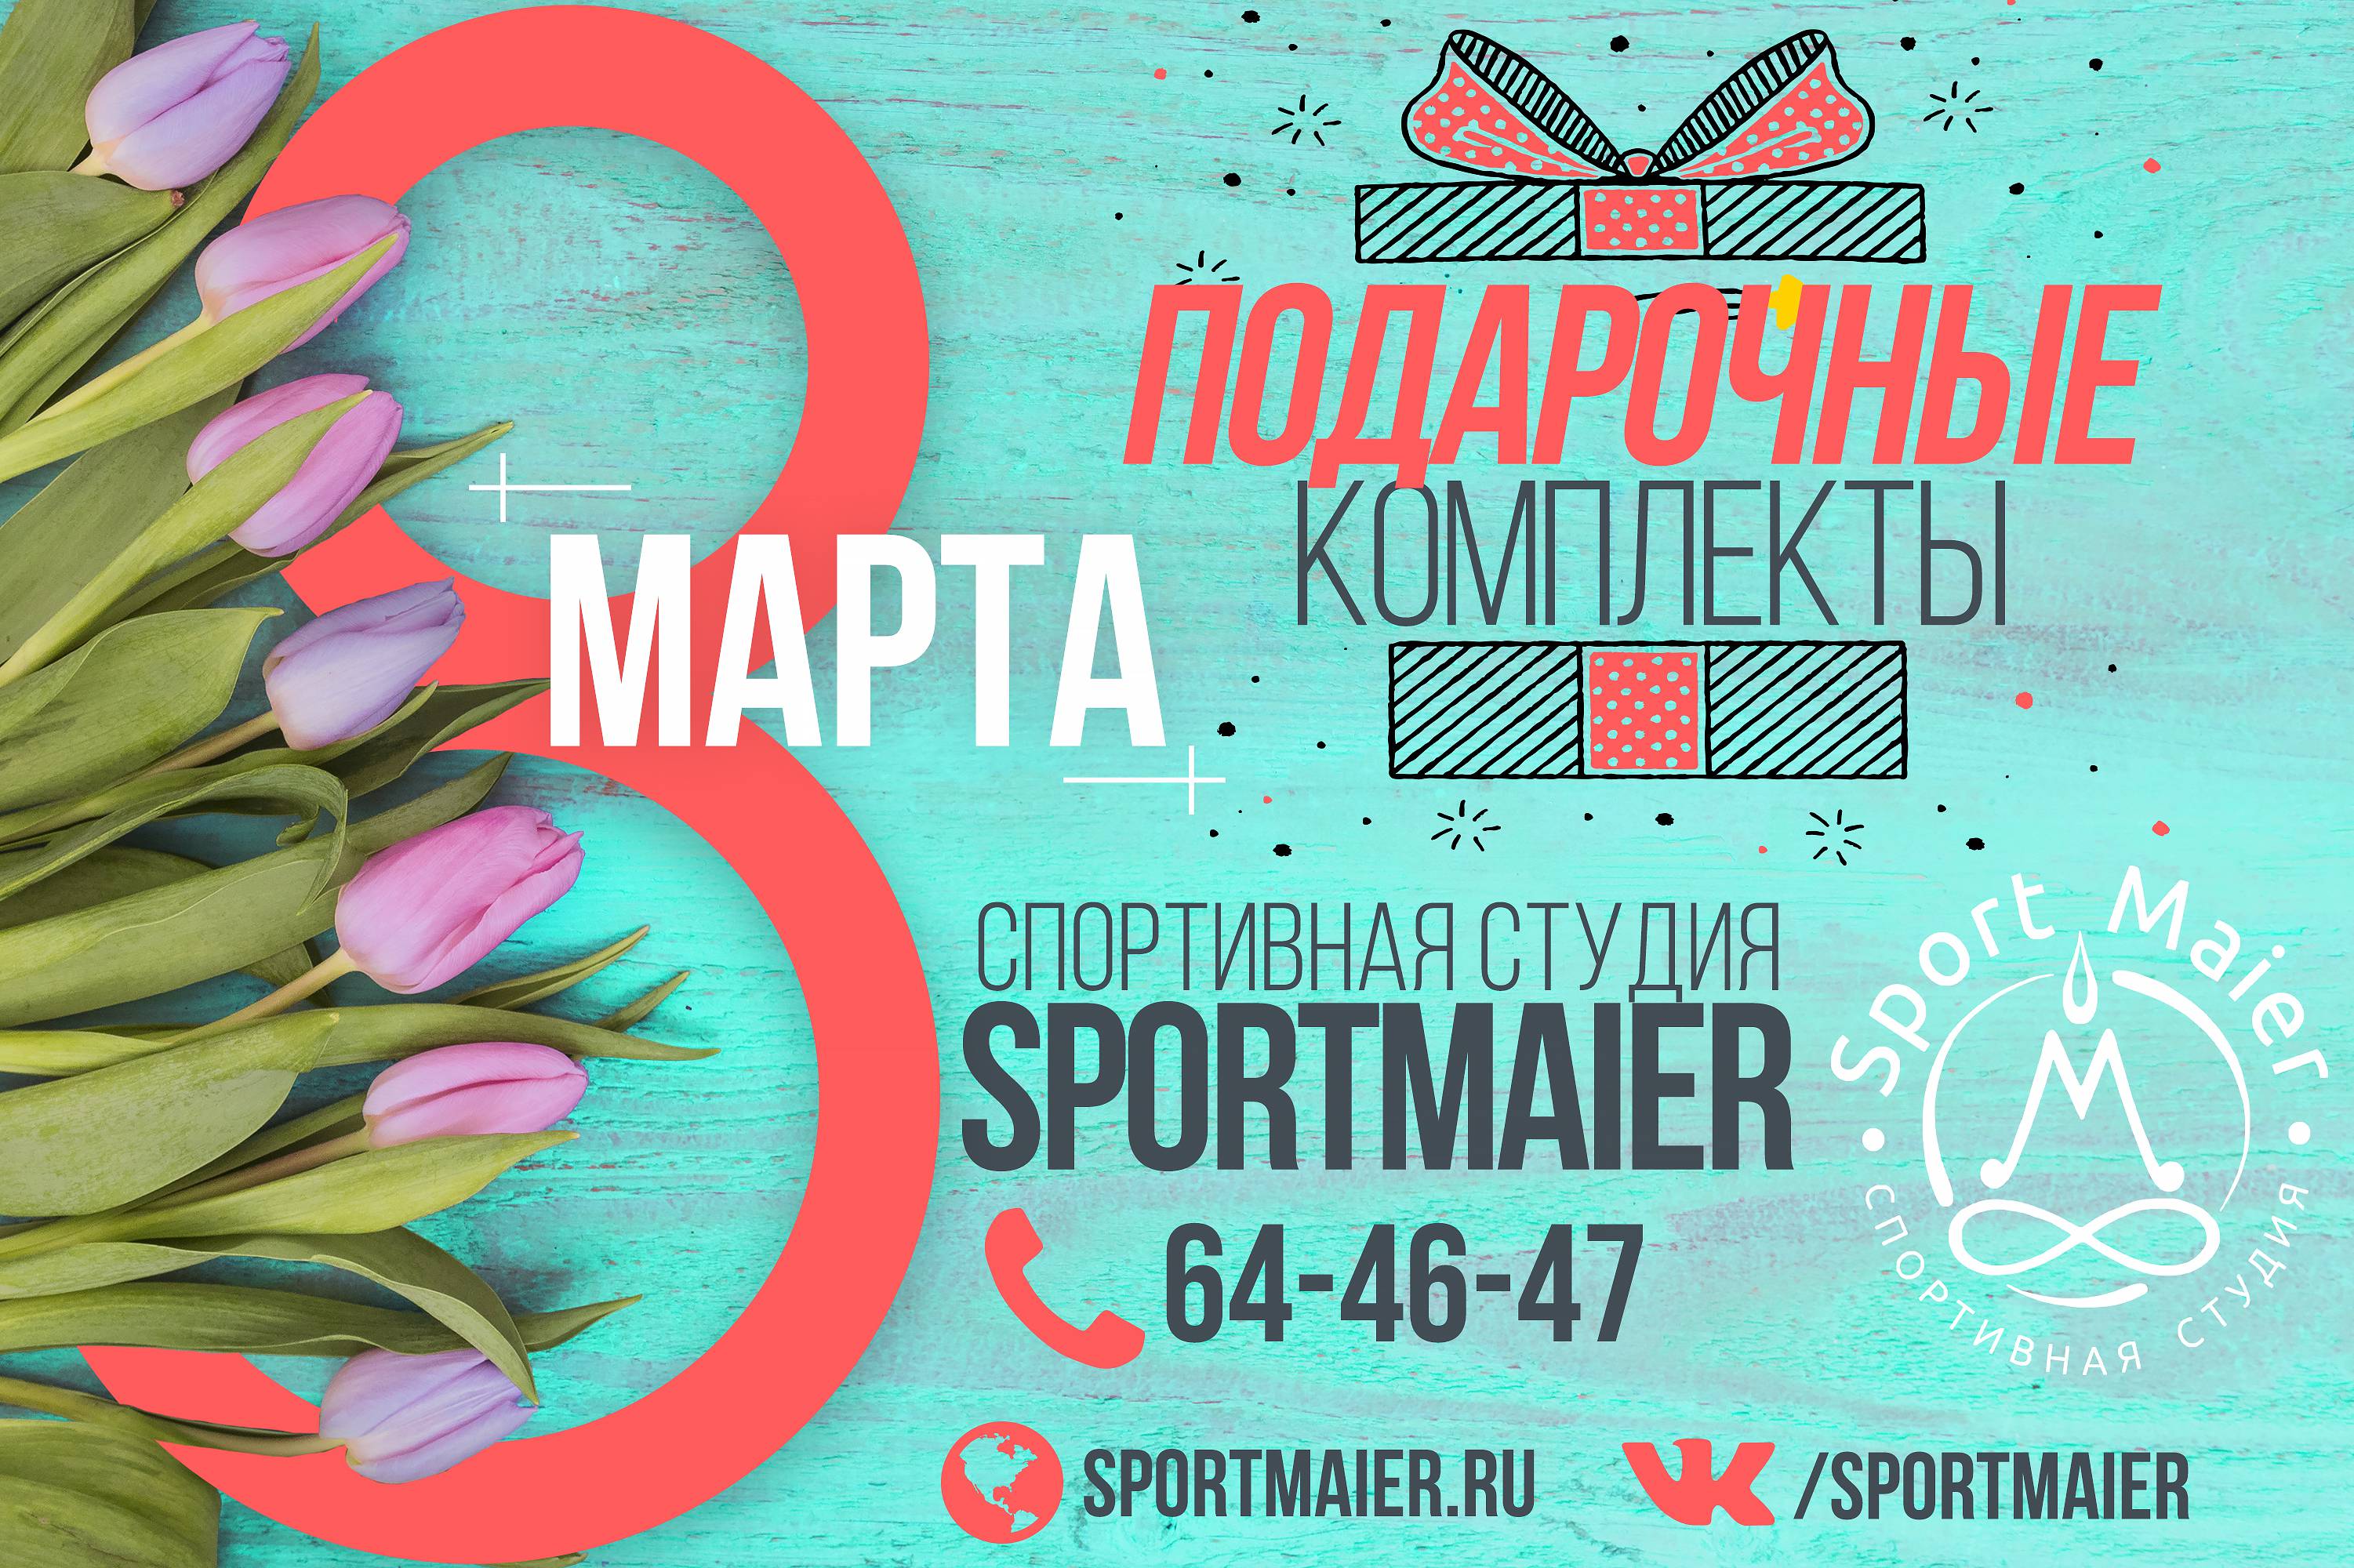 8
МАРТА
ПОДАРОЧНЫЕ
КОМПЛЕКТЫ
СПОРТИВНАЯ СТУДИЯ
SPORTMAIER
64-46-47
SPORTMAIER.RU
/SPORTMAIER
Sport Maier
М
СПОРТИВНАЯ СТУДИЯ